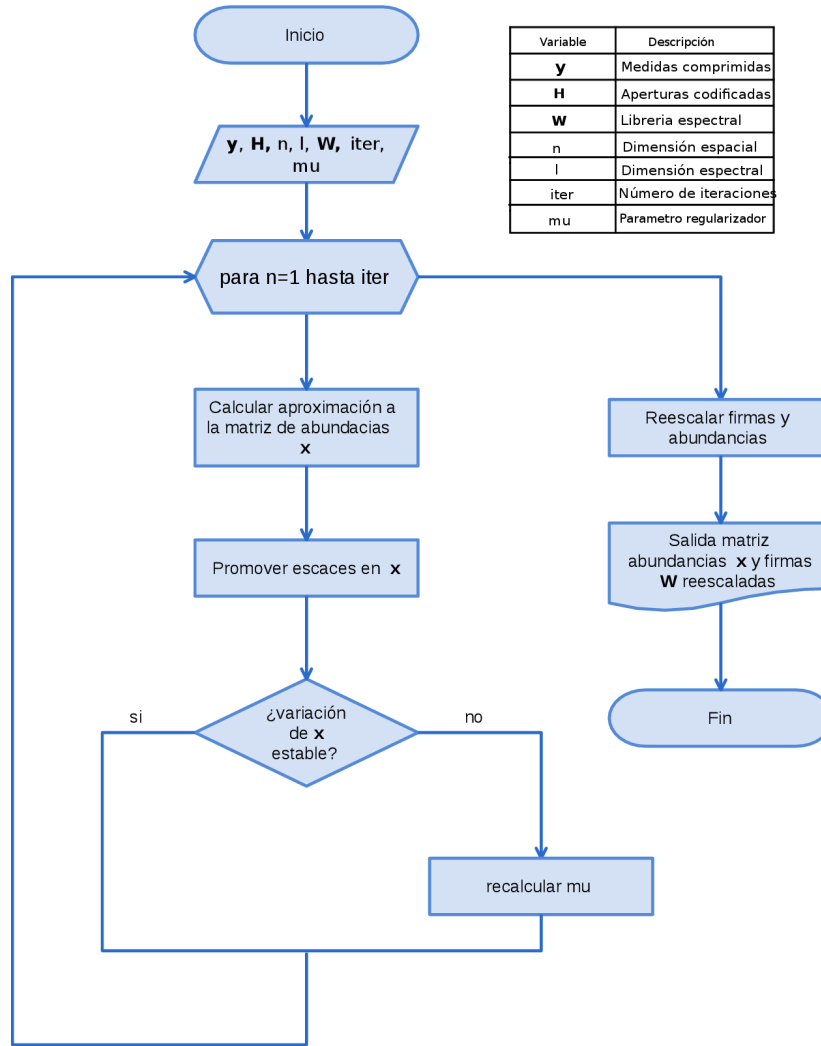 Inicio
y, H, n, l, W, iter,
mu
para n=1 hasta iter
Calcular aproximación a
la matriz de abundacias
x
Promover escaces en x
¿variación
de x
estable?
si
no
recalcular mu
Reescalar firmas y
abundancias
Salida matriz
abundancias x y firmas
W reescaladas
Fin
Variable Descripción
y Medidas comprimidas
H Aperturas codificadas
W Libreria espectral
n Dimensión espacial
l Dimensión espectral
iter Número de iteraciones
mu Parametro regularizador